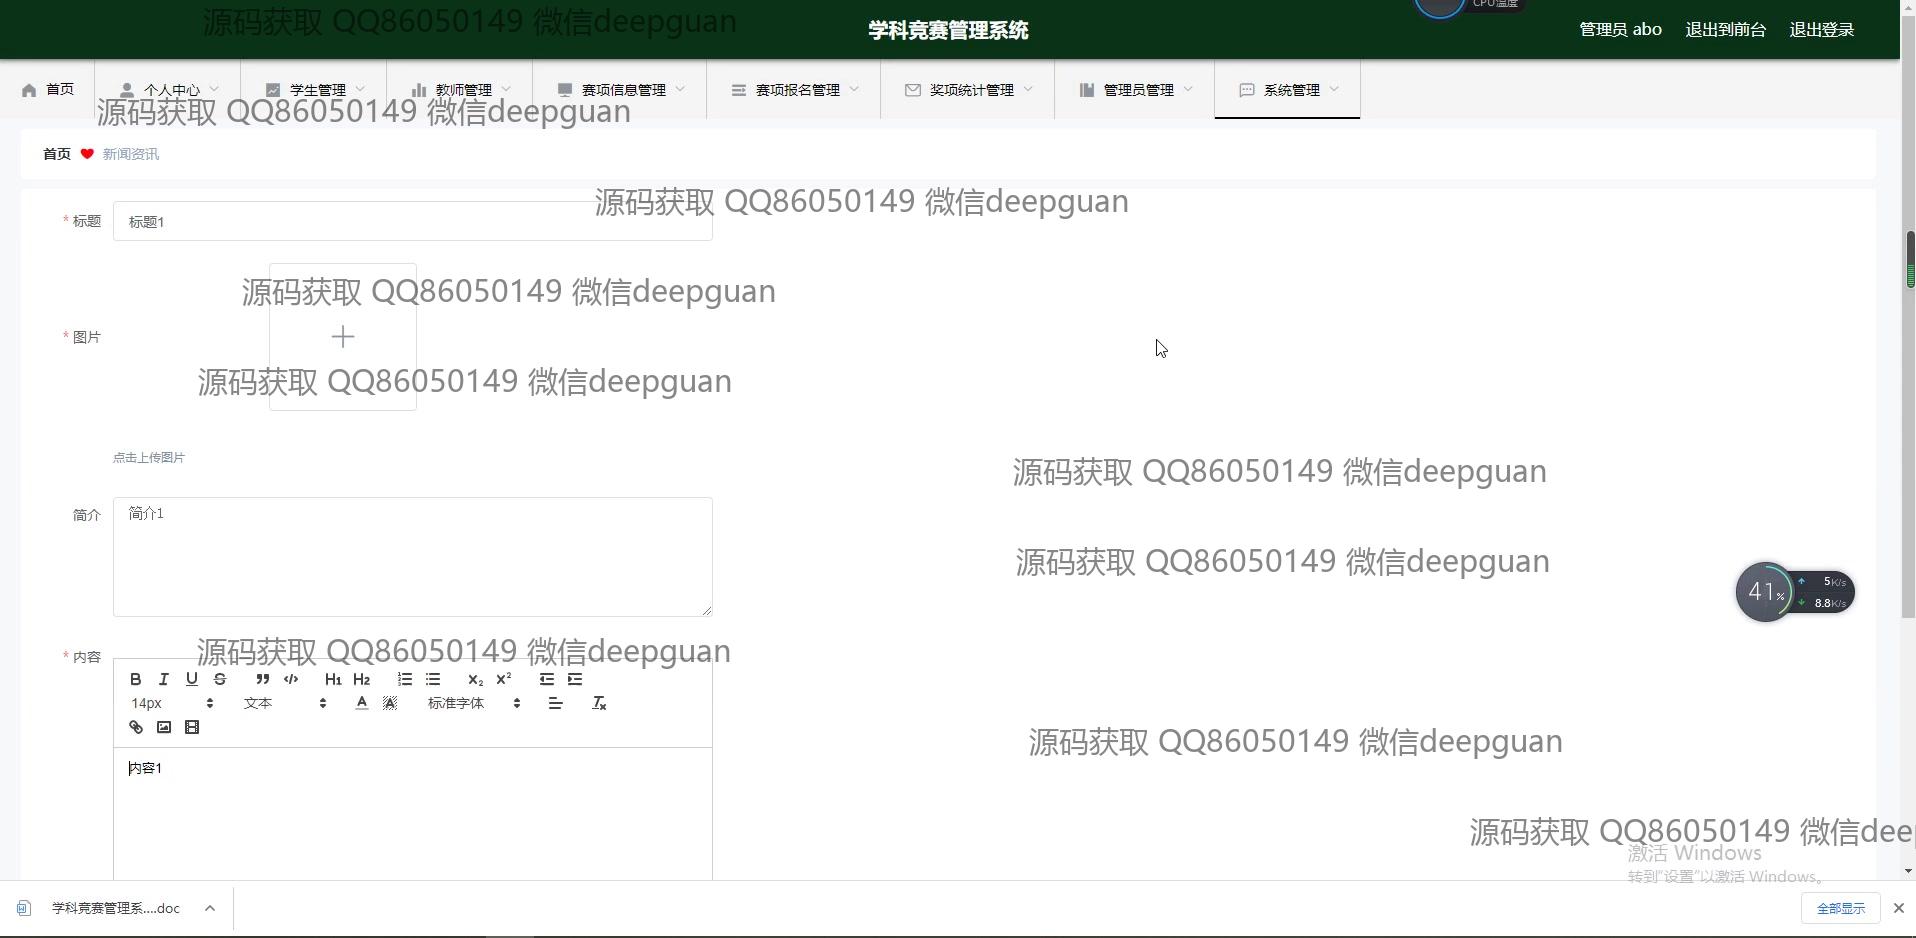 源码获取 QQ86050149 微信deepguan
学科竞赛管理系统
CPU温度
管理员 abo
退出到前台
退出登录
首页
个人中心
学生管理
教师管理
赛项信息管理
赛项报名管理
奖项统计管理
管理员管理
系统管理
源码获取 QQ86050149 微信deepguan
首页
新闻资讯
源码获取 QQ86050149 微信deepguan
* 标题
标题1
源码获取 QQ86050149 微信deepguan
* 图片
源码获取 QQ86050149 微信deepguan
点击上传图片
源码获取 QQ86050149 微信deepguan
简介
简介1
源码获取 QQ86050149 微信deepguan
41%
5K/s
8.8K/s
源码获取 QQ86050149 微信deepguan
* 内容
B I U S H1 H2 X2 X2
14px
文本
A A
标准字体
Tx
源码获取 QQ86050149 微信deepguan
内容1
源码获取 QQ86050149 微信dee
激活 Windows
转到"设置"以激活 Windows。
学科竞赛管理系....doc
全部显示